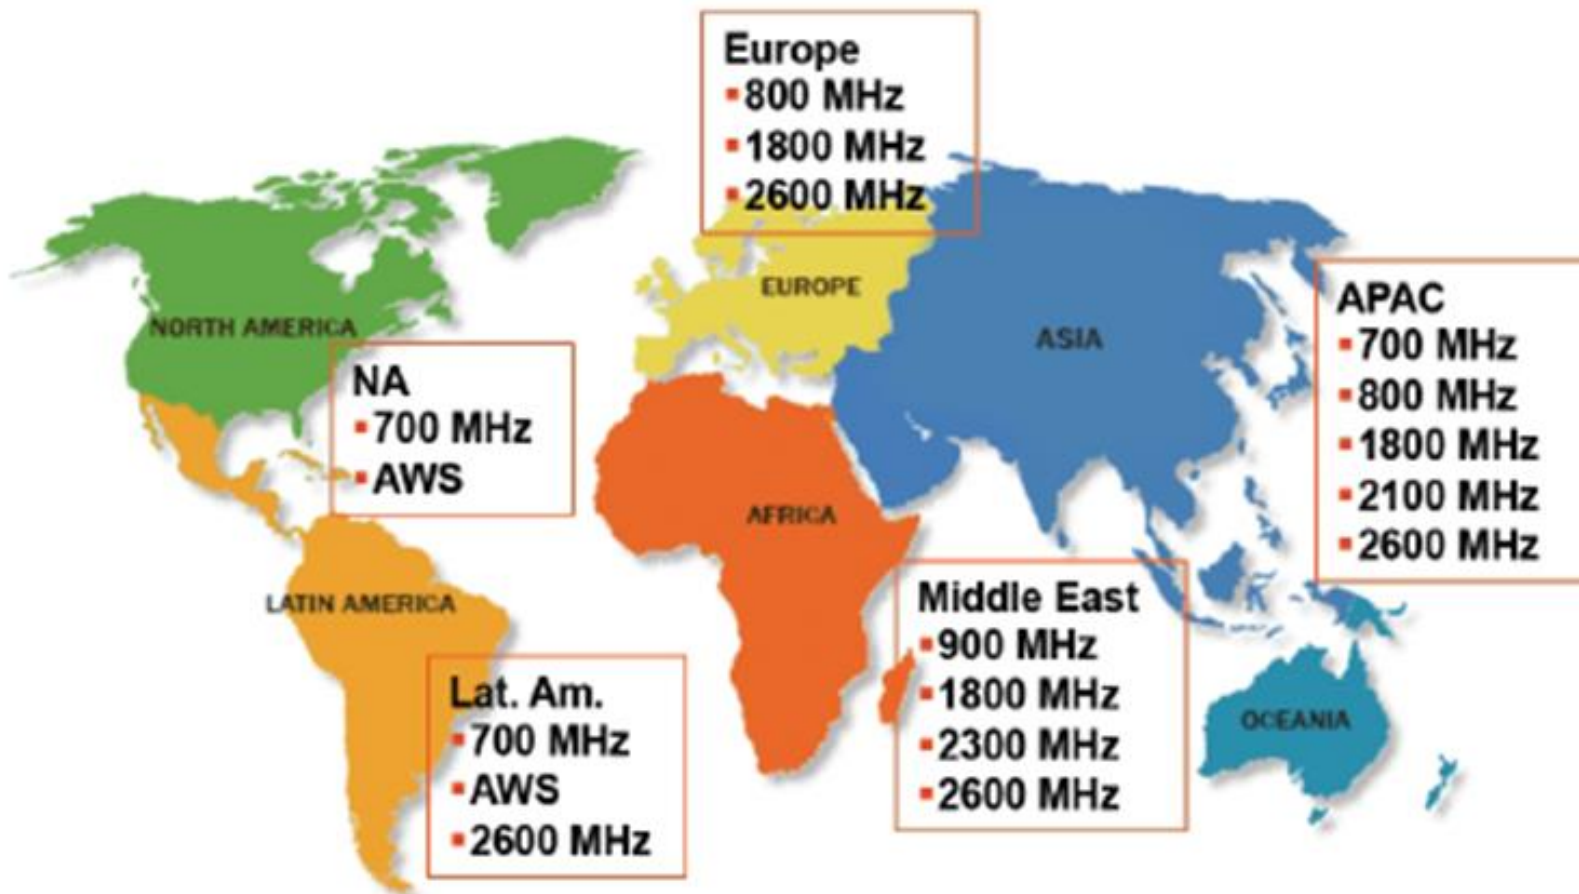 Europe
▪800 MHz
▪1800 MHz
▪2600 MHz
EUROPE
NORTH AMERICA
ASIA
NA
▪700 MHz
▪AWS
APAC
▪700 MHz
▪800 MHz
▪1800 MHz
▪2100 MHz
▪2600 MHz
AFRICA
LATIN AMERICA
Middle East
▪900 MHz
▪1800 MHz
▪2300 MHz
▪2600 MHz
Lat. Am.
▪700 MHz
▪AWS
▪2600 MHz
OCEANIA